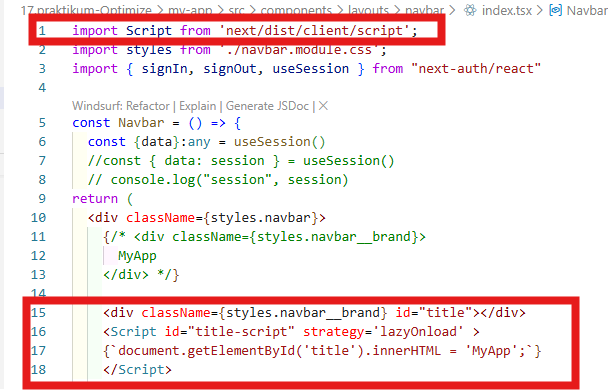 17.praktikum-Optimize > my-app > src > components > layouts > navbar > index.tsx > Navbar
1 import Script from 'next/dist/client/script';
2 import styles from './navbar.module.css';
3 import { signIn, signOut, useSession } from "next-auth/react"
4
Windsurf: Refactor | Explain | Generate JSDoc | X
5 const Navbar = () => {
6 const {data}:any = useSession()
7 //const { data: session } = useSession()
8 // console.log("session", session)
9 return (
10 <div className={styles.navbar}>
11 {/* <div className={styles.navbar__brand}>
12 MyApp
13 </div> */}
14
15 <div className={styles.navbar__brand} id="title"></div>
16 <Script id="title-script" strategy='lazyOnload' >
17 {`document.getElementById('title').innerHTML = 'MyApp';`}
18 </Script>